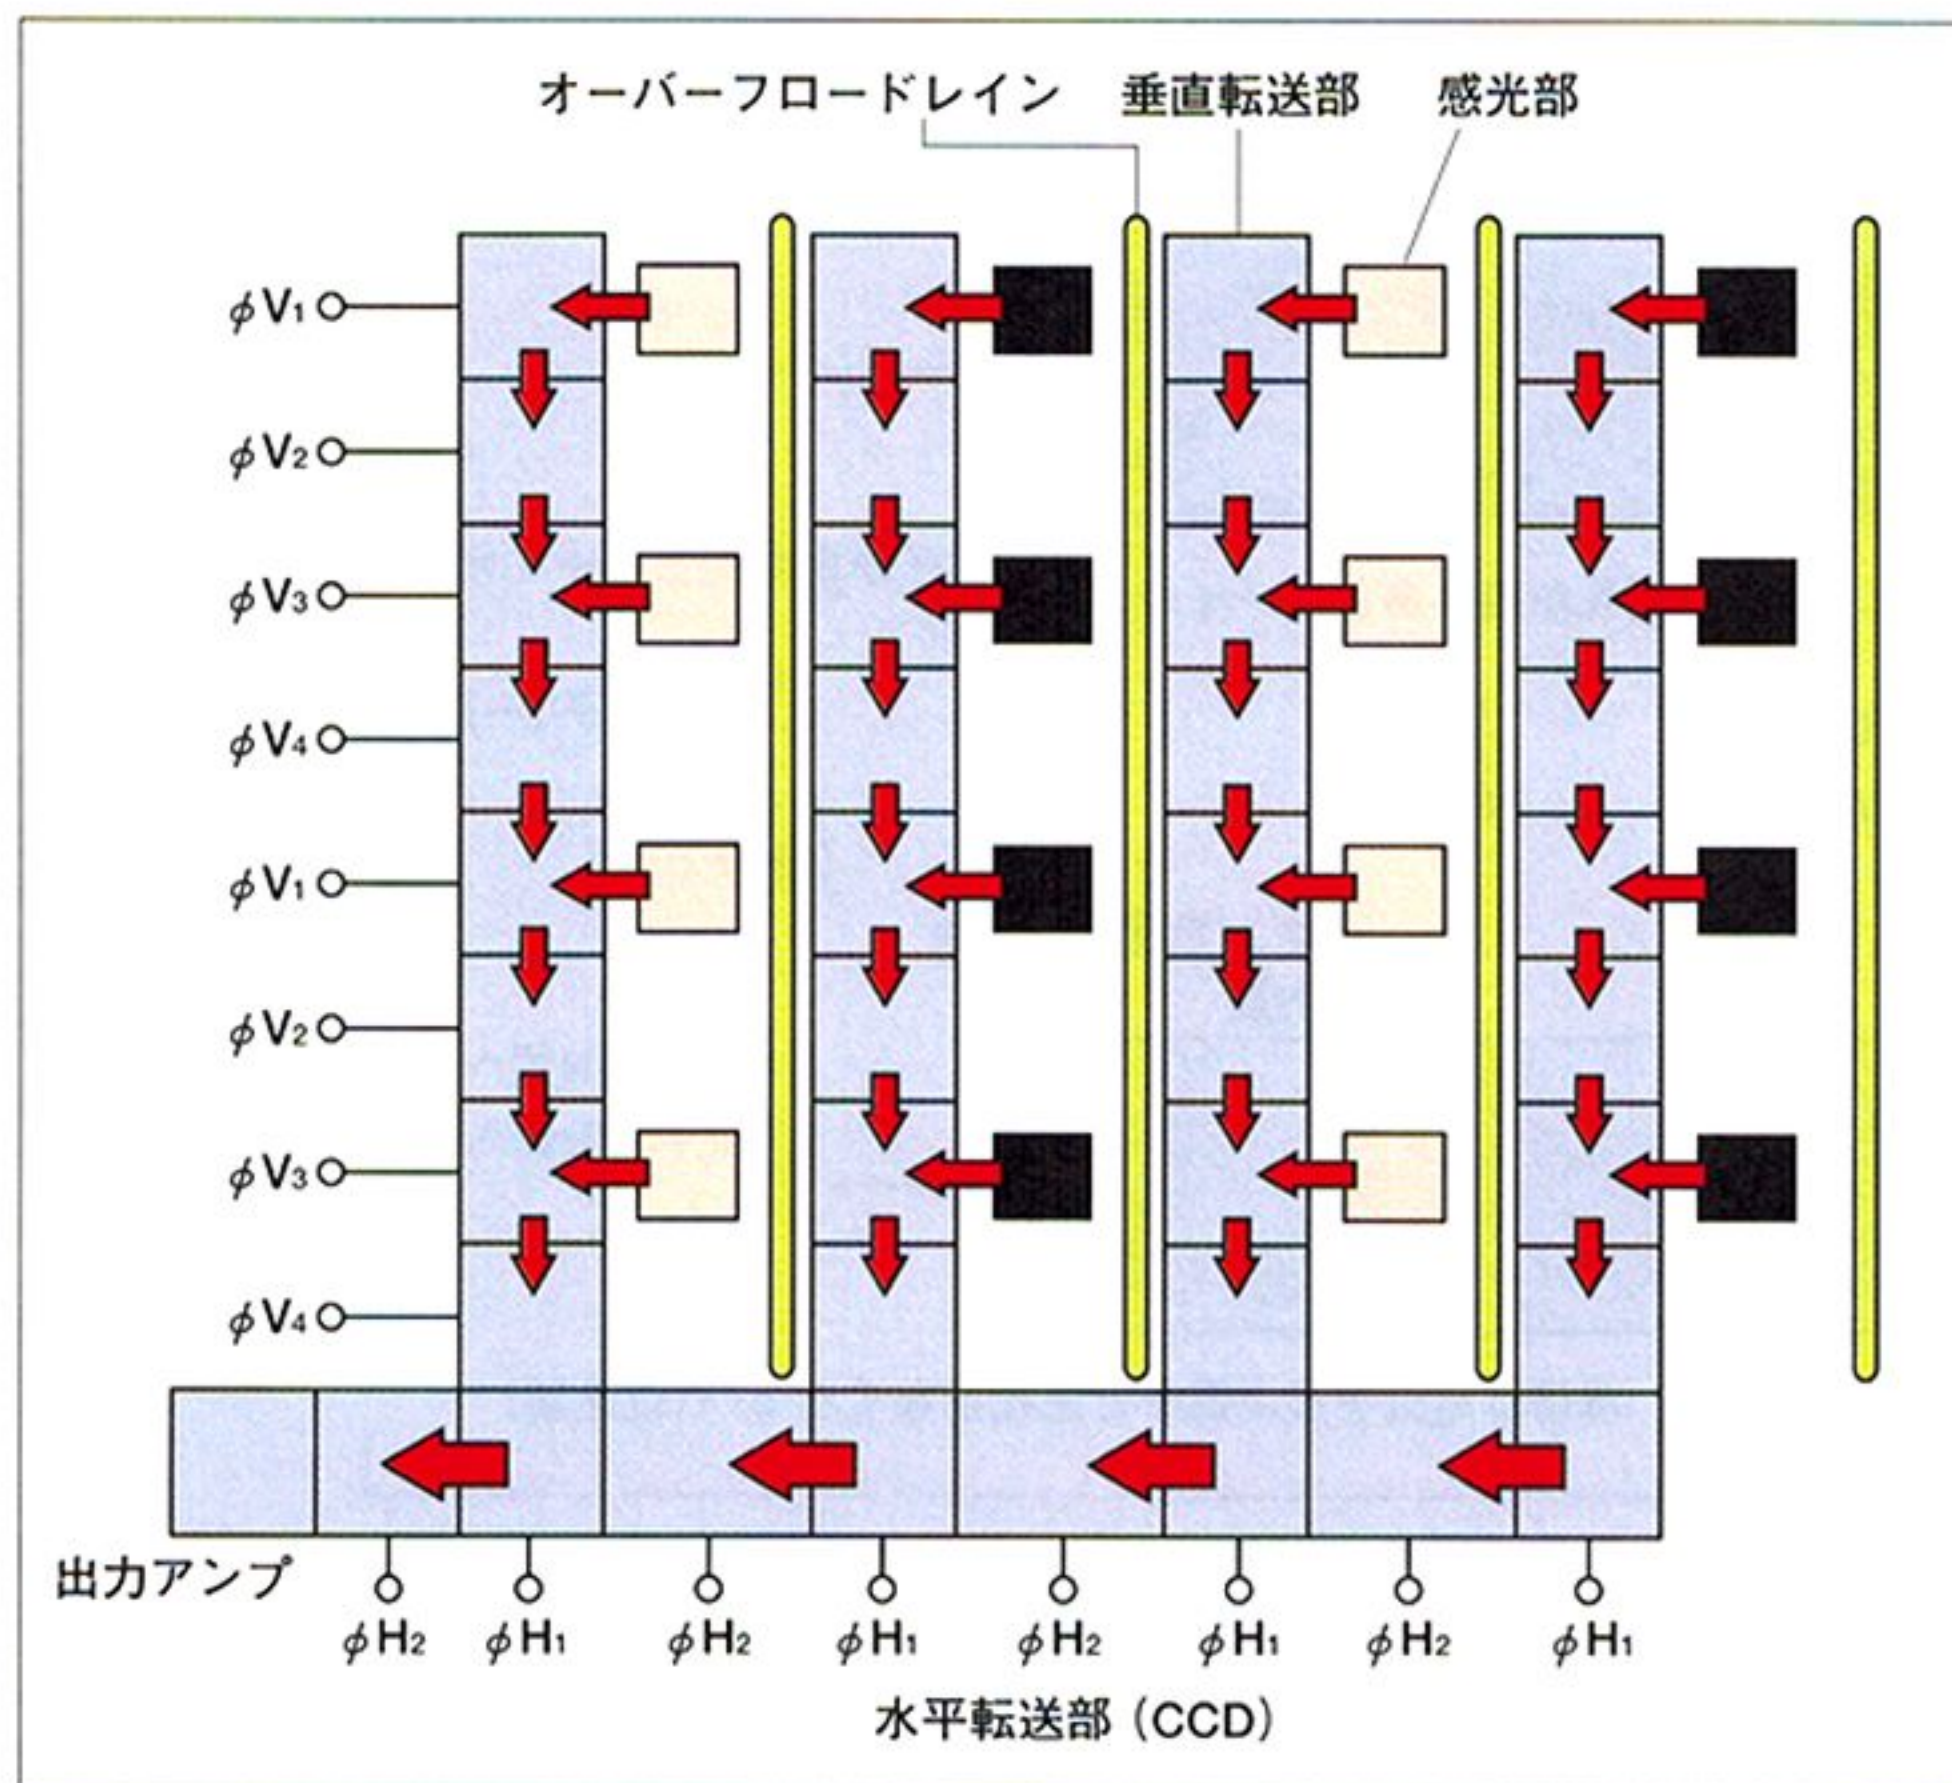 オーバーフロードレイン 垂直転送部 感光部
φV1
φV2
φV3
φV4
φV1
φV2
φV3
φV4
出力アンプ
φH2 φH1 φH2 φH1 φH2 φH1 φH2 φH1
水平転送部（CCD）